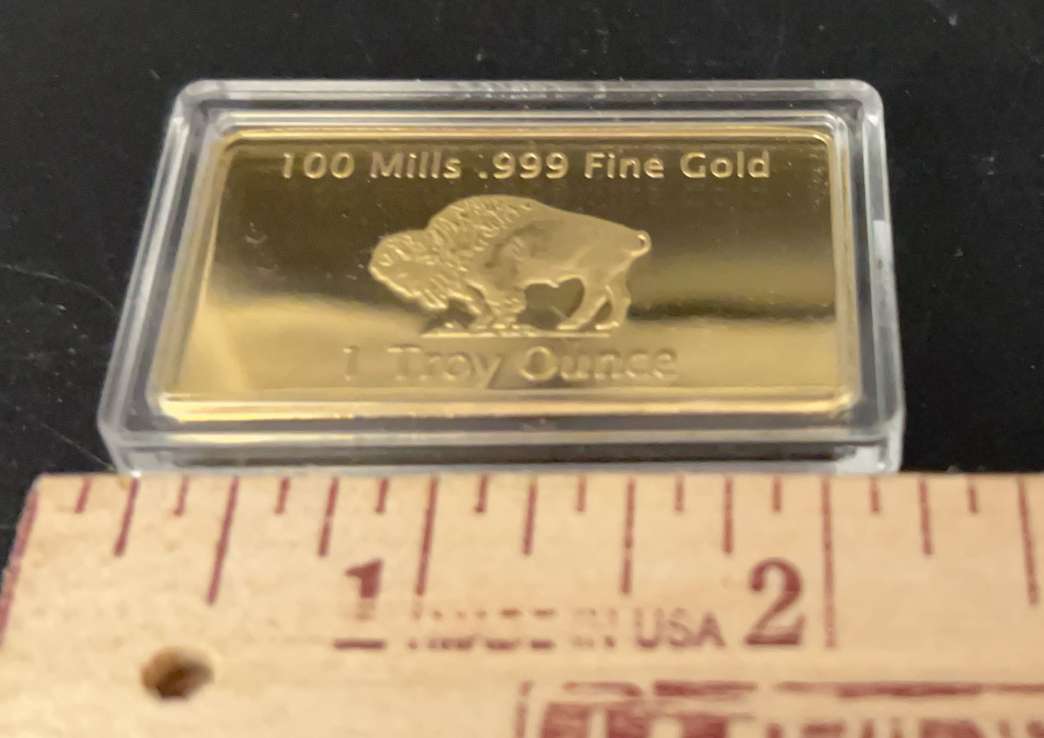 100 Mills .999 Fine Gold
1 Troy Ounce
1 2
USA